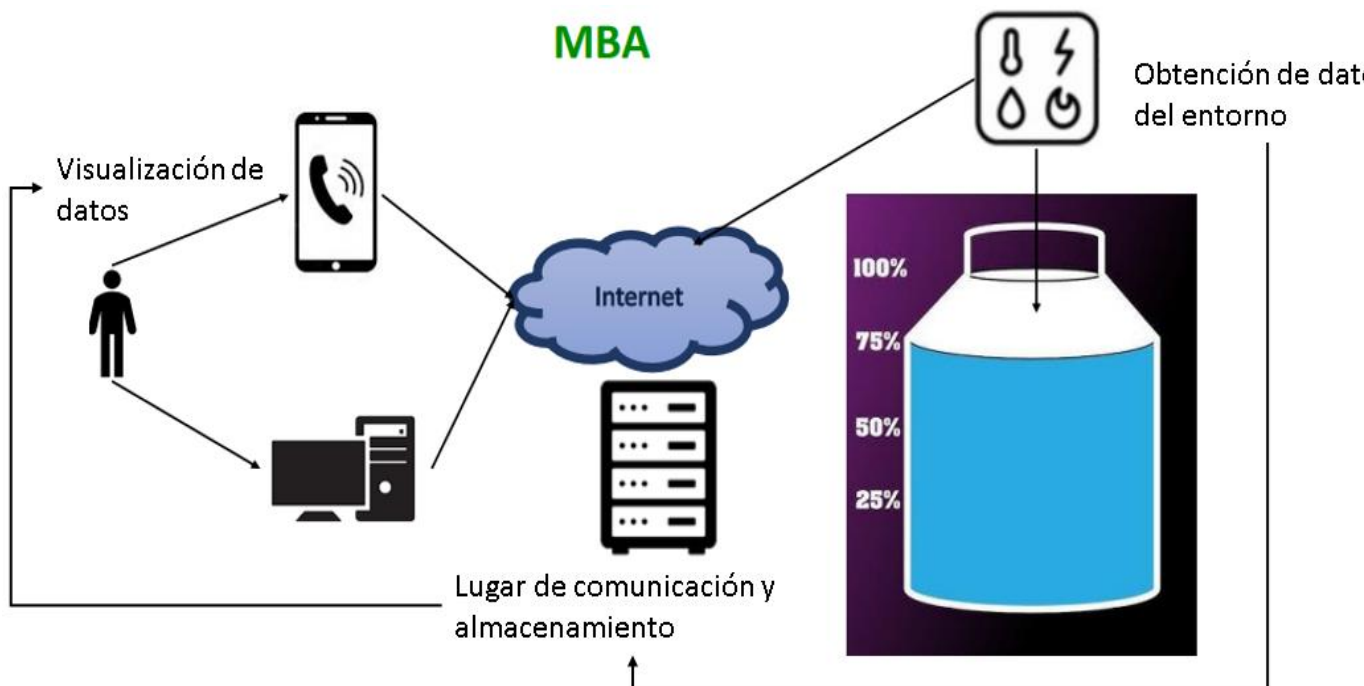 MBA
Obtención de dat
del entorno
Visualización de
datos
Internet
100%
75%
50%
25%
Lugar de comunicación y
almacenamiento